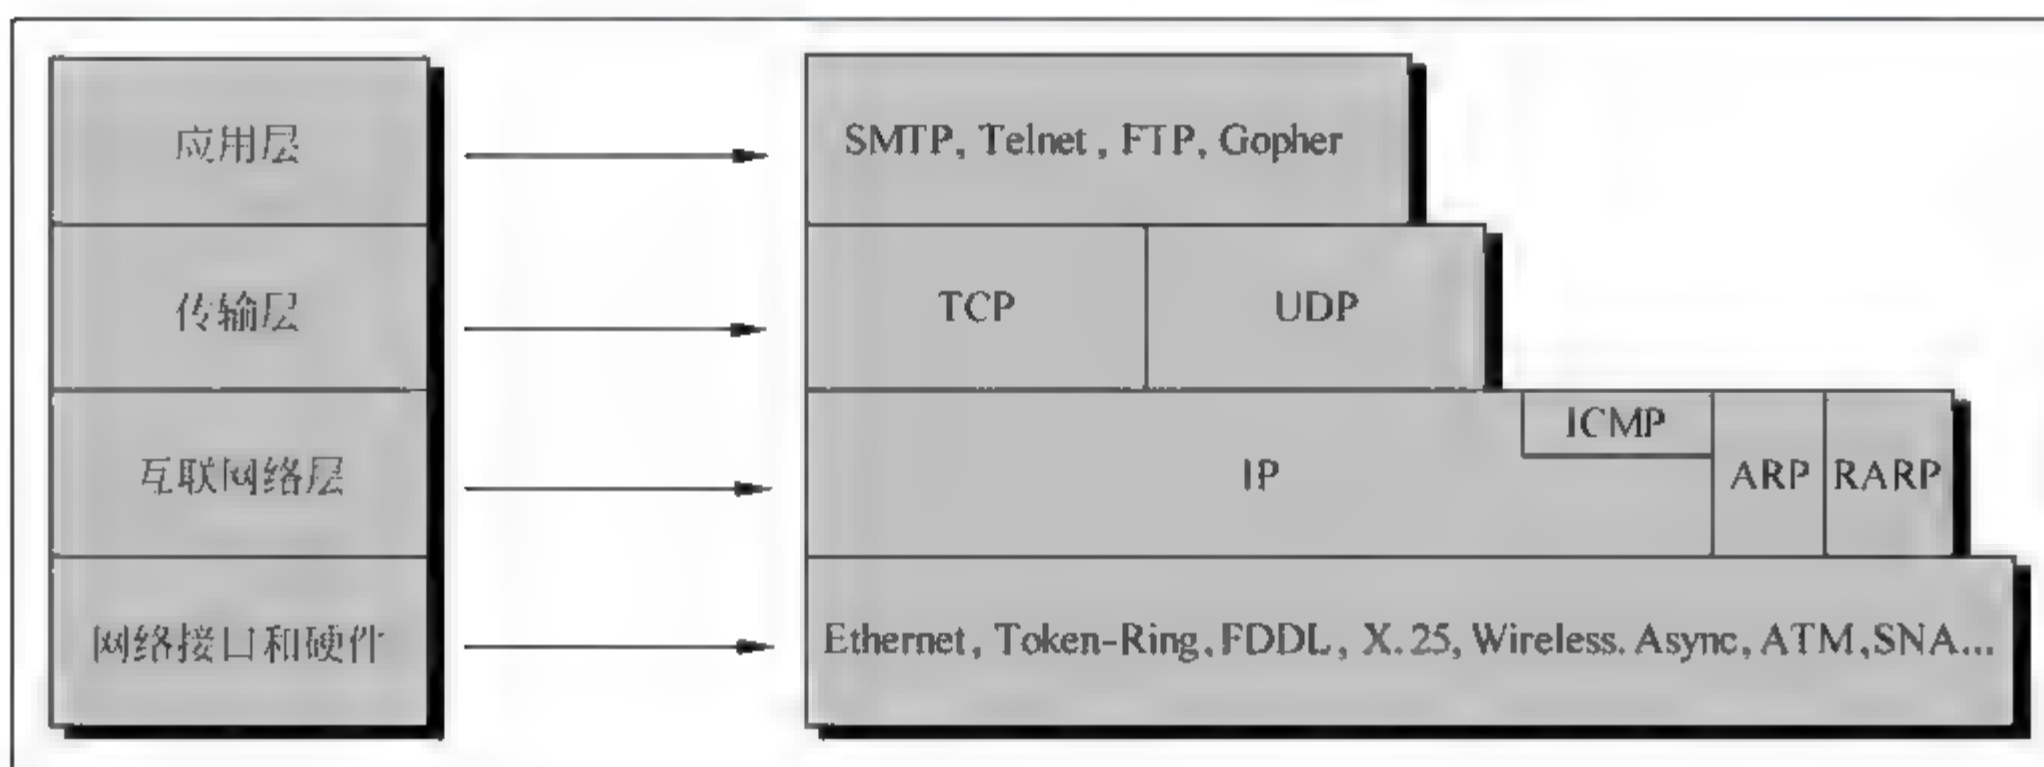 应用层
SMTP, Telnet, FTP, Gopher
传输层
TCP
UDP
互联网络层
IP
ICMP
ARP
RARP
网络接口和硬件
Ethernet, Token-Ring, FDDL, X.25, Wireless. Async, ATM, SNA...